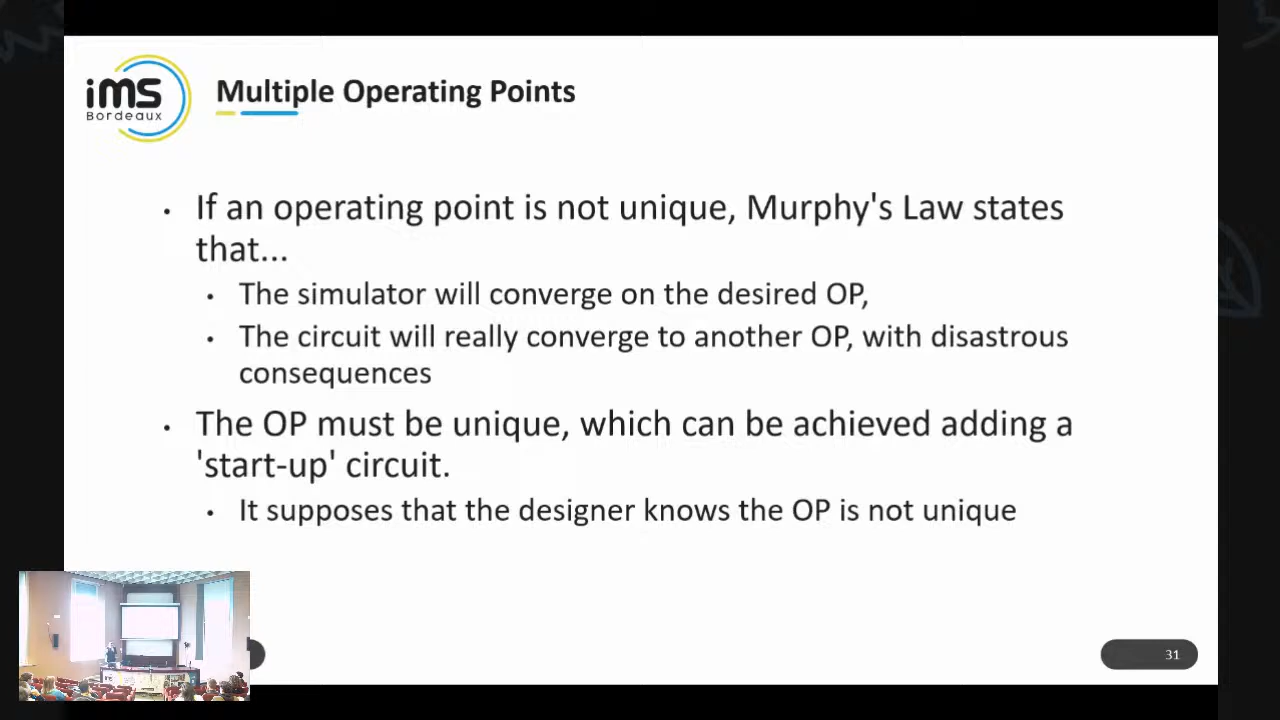 iMS
Bordeaux
Multiple Operating Points
• If an operating point is not unique, Murphy's Law states
that...
• The simulator will converge on the desired OP,
• The circuit will really converge to another OP, with disastrous
consequences
• The OP must be unique, which can be achieved adding a
'start-up' circuit.
• It supposes that the designer knows the OP is not unique
31